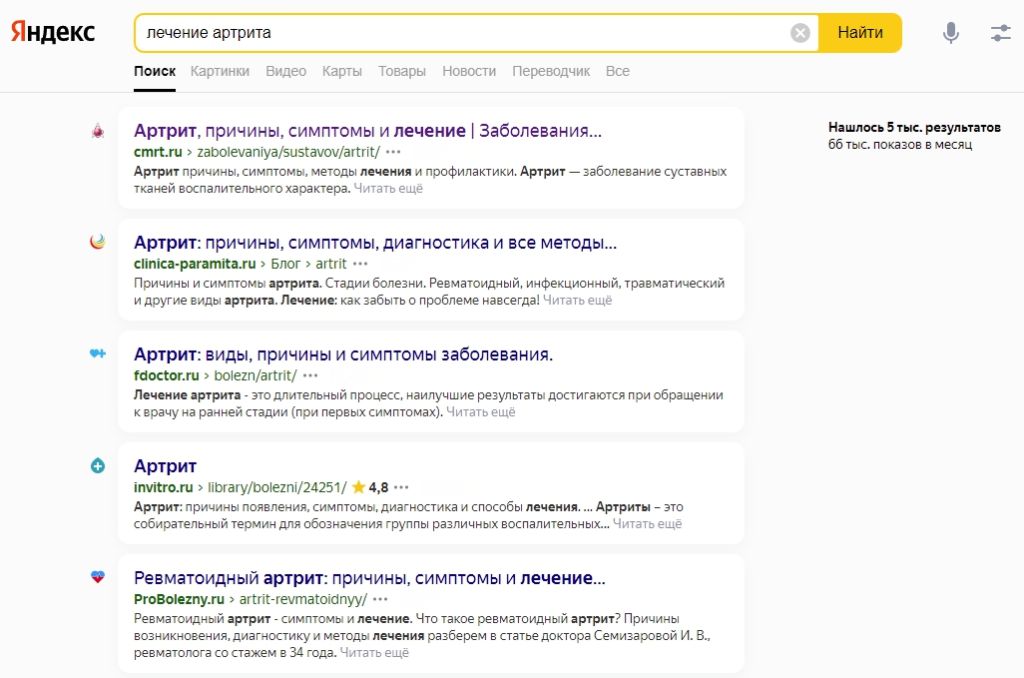 Яндекс
лечение артрита
Найти
Поиск Картинки Видео Карты Товары Новости Переводчик Все
Артрит, причины, симптомы и лечение | Заболевания...
cmrt.ru › zabolevaniya/sustavov/artrit/ •••
Артрит причины, симптомы, методы лечения и профилактики. Артрит — заболевание суставных
тканей воспалительного характера. Читать ещё
Нашлось 5 тыс. результатов
66 тыс. показов в месяц
Артрит: причины, симптомы, диагностика и все методы...
clinica-paramita.ru › Блог › artrit •••
Причины и симптомы артрита. Стадии болезни. Ревматоидный, инфекционный, травматический
и другие виды артрита. Лечение: как забыть о проблеме навсегда! Читать ещё
Артрит: виды, причины и симптомы заболевания.
fdoctor.ru › bolezn/artrit/ •••
Лечение артрита - это длительный процесс, наилучшие результаты достигаются при обращении
к врачу на ранней стадии (при первых симптомах). Читать ещё
Артрит
invitro.ru › library/bolezni/24251/ 4,8 •••
Артрит: причины появления, симптомы, диагностика и способы лечения. ... Артриты – это
собирательный термин для обозначения группы различных воспалительных... Читать ещё
Ревматоидный артрит: причины, симптомы и лечение...
ProBolezny.ru › artrit-revmatoidnyy/ •••
Ревматоидный артрит - симптомы и лечение. Что такое ревматоидный артрит? Причины
возникновения, диагностику и методы лечения разберем в статье доктора Семизаровой И. В.,
ревматолога со стажем в 34 года. Читать ещё